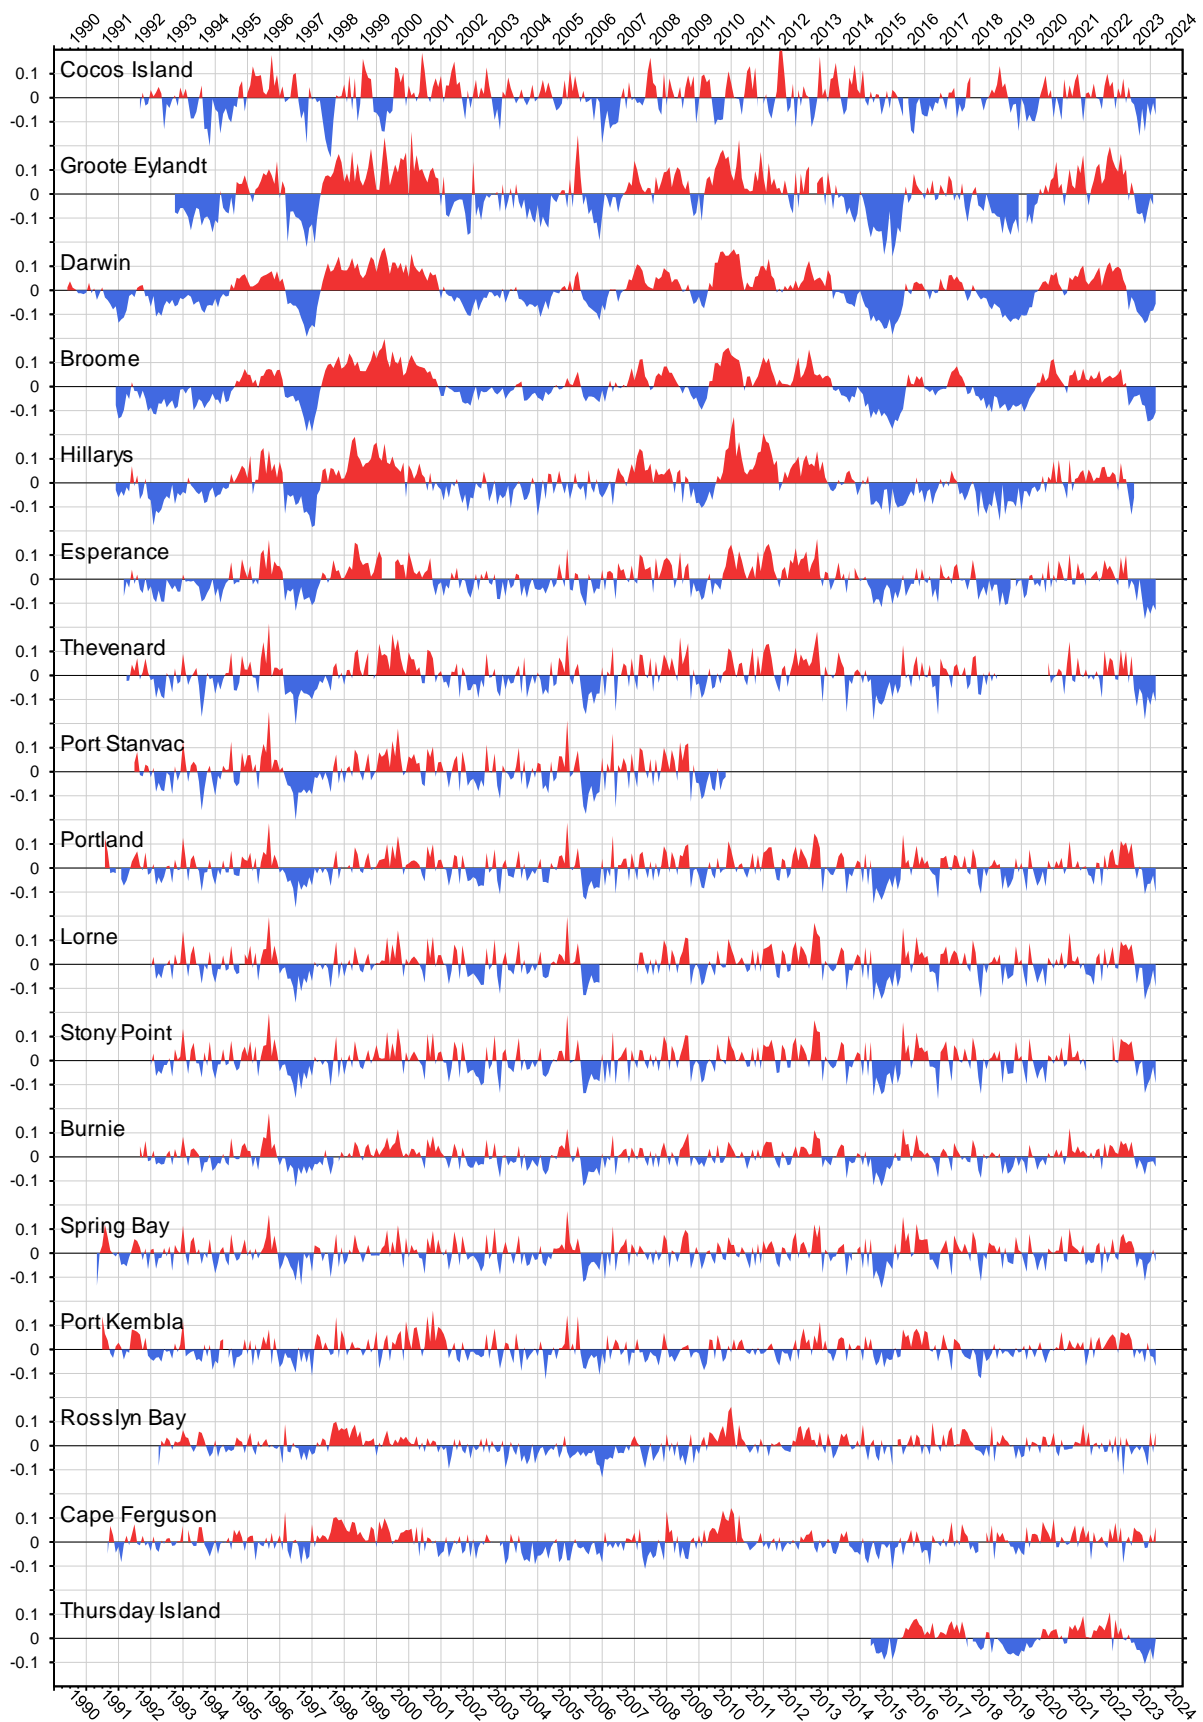 1990 1991 1992 1993 1994 1995 1996 1997 1998 1999 2000 2001 2002 2003 2004 2005 2006 2007 2008 2009 2010 2011 2012 2013 2014 2015 2016 2017 2018 2019 2020 2021 2022 2023 2024
0.1 Cocos Island
0
-0.1
0.1 Groote Eylandt
0
-0.1
0.1 Darwin
0
-0.1
0.1 Broome
0
-0.1
0.1 Hillarys
0
-0.1
0.1 Esperance
0
-0.1
0.1 Thevenard
0
-0.1
0.1 Port Stanvac
0
-0.1
0.1 Portland
0
-0.1
0.1 Lorne
0
-0.1
0.1 Stony Point
0
-0.1
0.1 Burnie
0
-0.1
0.1 Spring Bay
0
-0.1
0.1 Port Kembla
0
-0.1
0.1 Rosslyn Bay
0
-0.1
0.1 Cape Ferguson
0
-0.1
0.1 Thursday Island
0
-0.1
1990 1991 1992 1993 1994 1995 1996 1997 1998 1999 2000 2001 2002 2003 2004 2005 2006 2007 2008 2009 2010 2011 2012 2013 2014 2015 2016 2017 2018 2019 2020 2021 2022 2023 2024